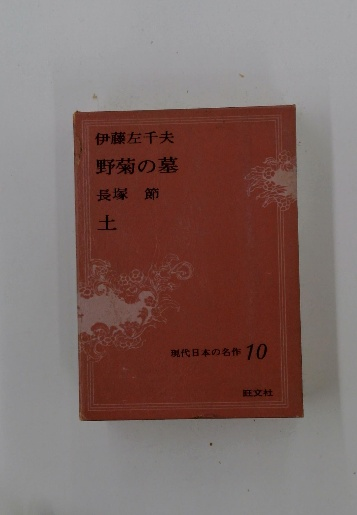 伊藤左千夫
野菊の墓
長塚 節
土
現代日本の名作 10
旺文社